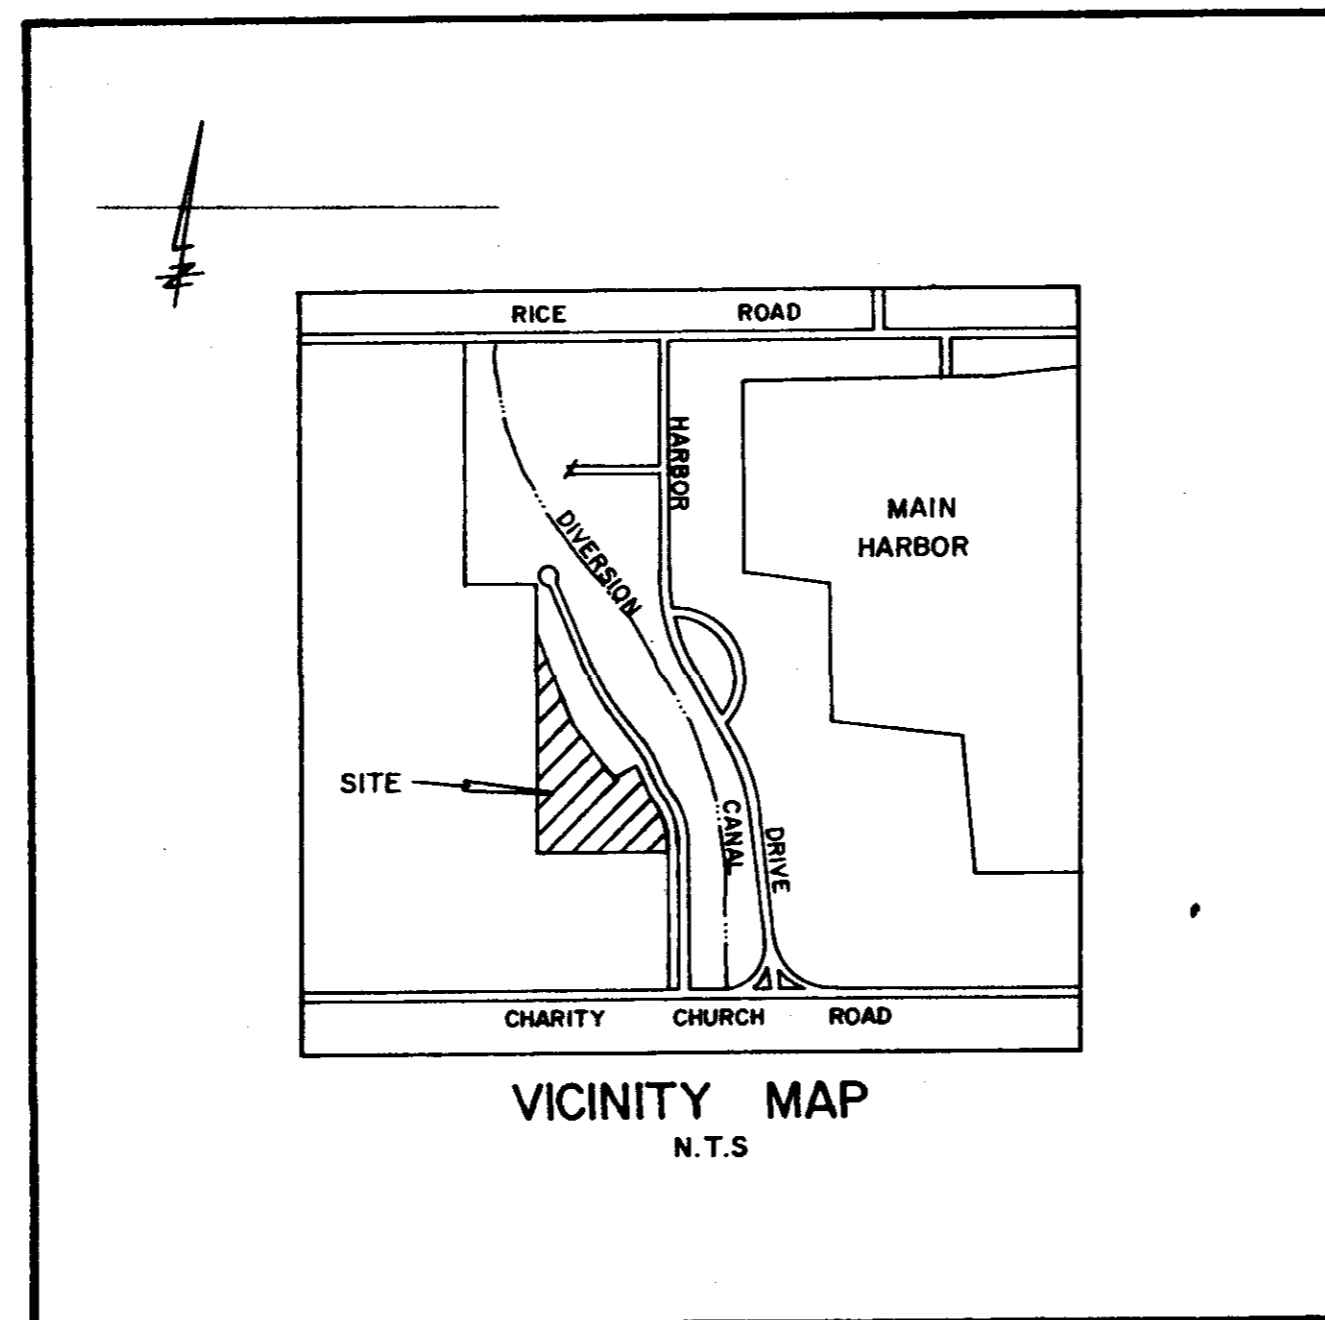 N
RICE ROAD
HARBOR
MAIN
HARBOR
DIVERSION
SITE
CANAL
DRIVE
CHARITY CHURCH ROAD
VICINITY MAP
N.T.S